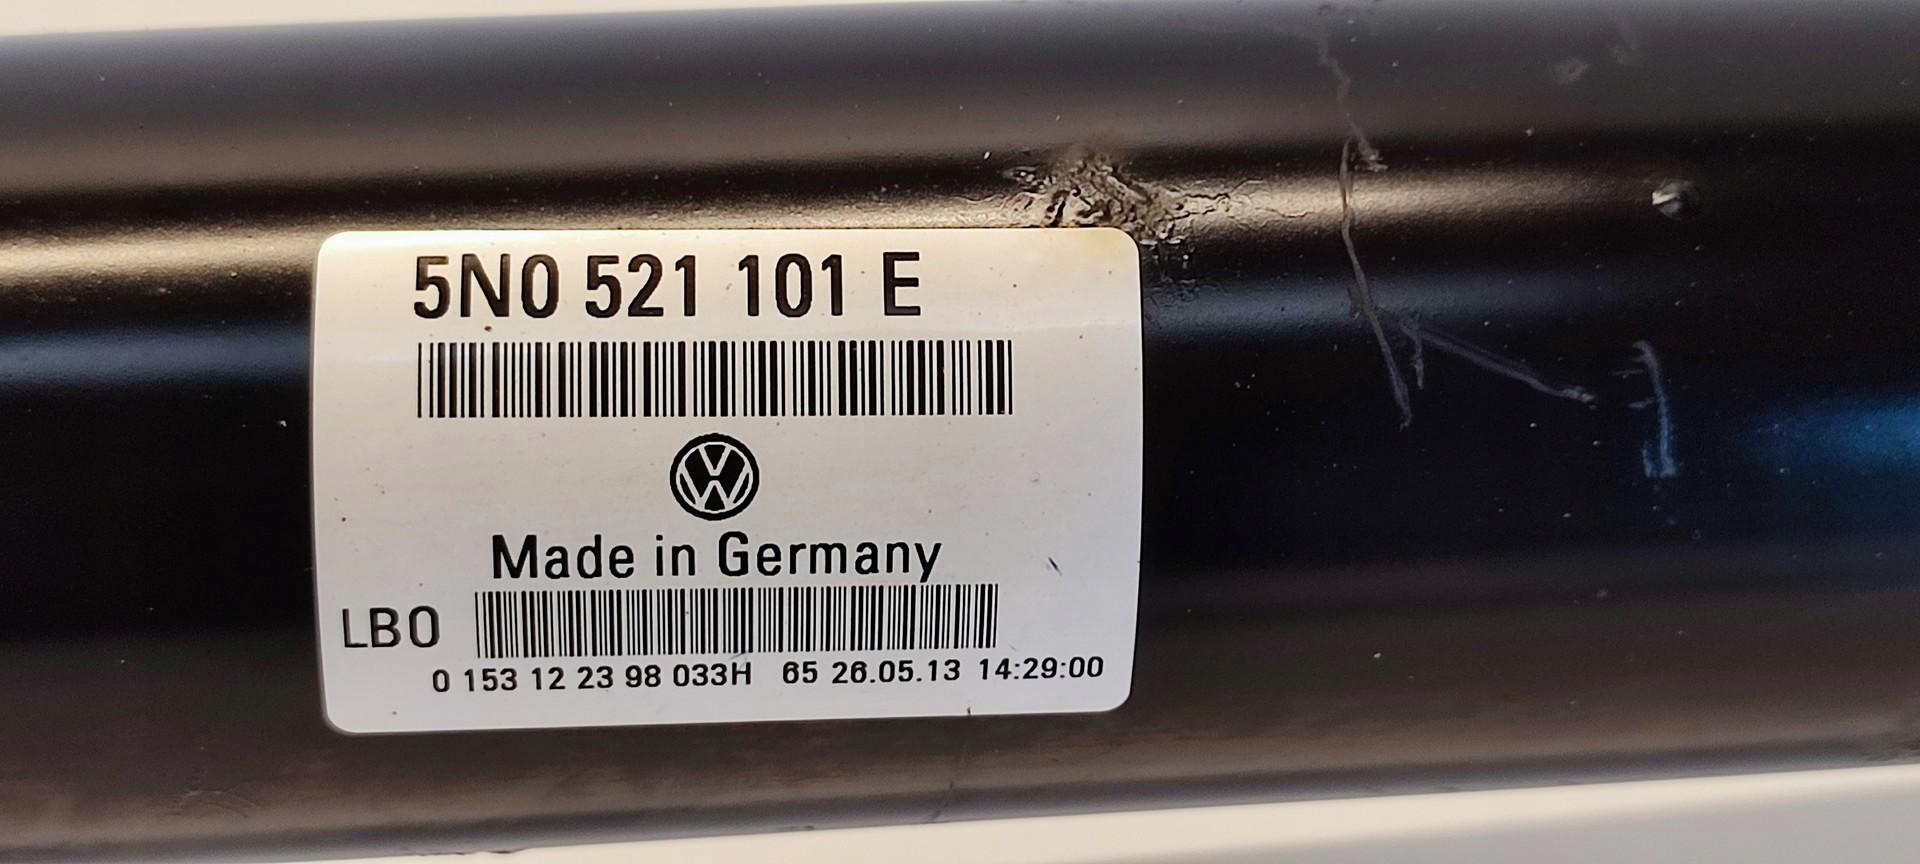 5N0 521 101 E
Made in Germany
LB0
0 153 12 23 98 033H 65 26.05.13 14:29:00